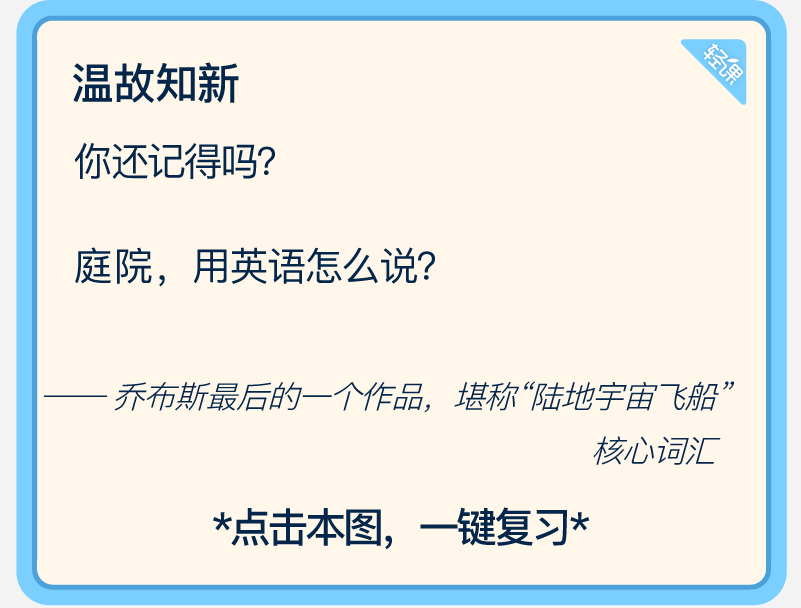 轻课
温故知新
你还记得吗？
庭院，用英语怎么说？
—— 乔布斯最后的一个作品，堪称“陆地宇宙飞船”
核心词汇
*点击本图，一键复习*